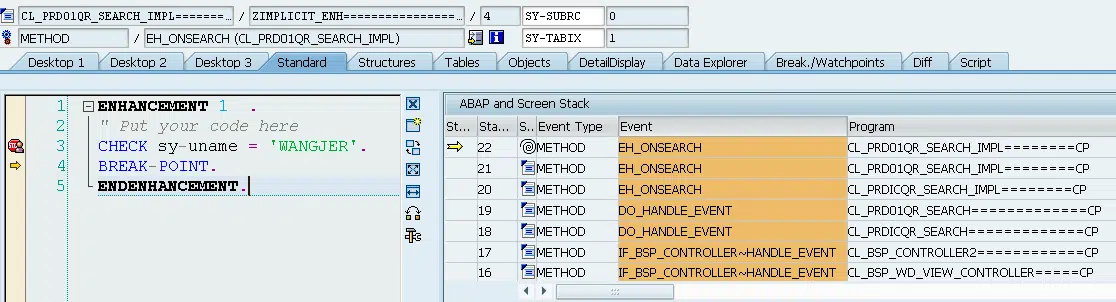 CL_PRD01QR_SEARCH_IMPL=======... / ZIMPLICIT_ENH==================... / 4 SY-SUBRC 0
METHOD / EH_ONSEARCH (CL_PRD01QR_SEARCH_IMPL) SY-TABIX 1
Desktop 1 Desktop 2 Desktop 3 Standard Structures Tables Objects DetailDisplay Data Explorer Break./Watchpoints Diff Script
1 ENHANCEMENT 1 .
2 " Put your code here
3 CHECK sy-uname = 'WANGJER'.
4 BREAK-POINT.
5 ENDENHANCEMENT.
ABAP and Screen Stack
St... Sta... S.. Event Type Event Program
22 METHOD EH_ONSEARCH CL_PRD01QR_SEARCH_IMPL========CP
21 METHOD EH_ONSEARCH CL_PRD01QR_SEARCH_IMPL========CP
20 METHOD EH_ONSEARCH CL_PRDICQR_SEARCH_IMPL========CP
19 METHOD DO_HANDLE_EVENT CL_PRD01QR_SEARCH=============CP
18 METHOD DO_HANDLE_EVENT CL_PRDICQR_SEARCH=============CP
17 METHOD IF_BSP_CONTROLLER~HANDLE_EVENT CL_BSP_CONTROLLER2============CP
16 METHOD IF_BSP_CONTROLLER~HANDLE_EVENT CL_BSP_WD_VIEW_CONTROLLER=====CP